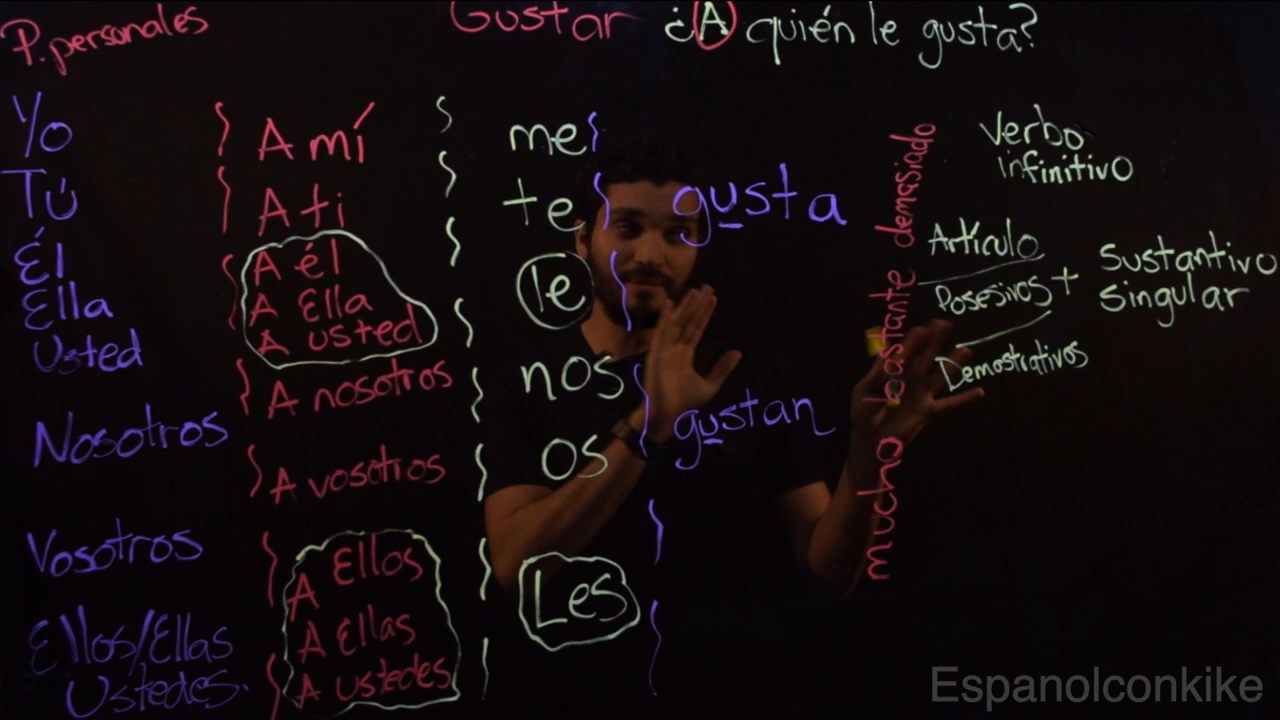 P. personales
Gustar
¿A quién le gusta?
Yo
Tú
Él
Ella
Usted
Nosotros
Vosotros
Ellos/Ellas
Ustedes.
A mí
A ti
A él
A Ella
A usted
A nosotros
A vosotros
A Ellos
A Ellas
A ustedes
me
te
le
nos
os
Les
gusta
gustan
mucho bastante demasiado
Verbo
infinitivo
Artículo
Posesivos +
Demostrativos
Sustantivo
singular
Espanolconkike